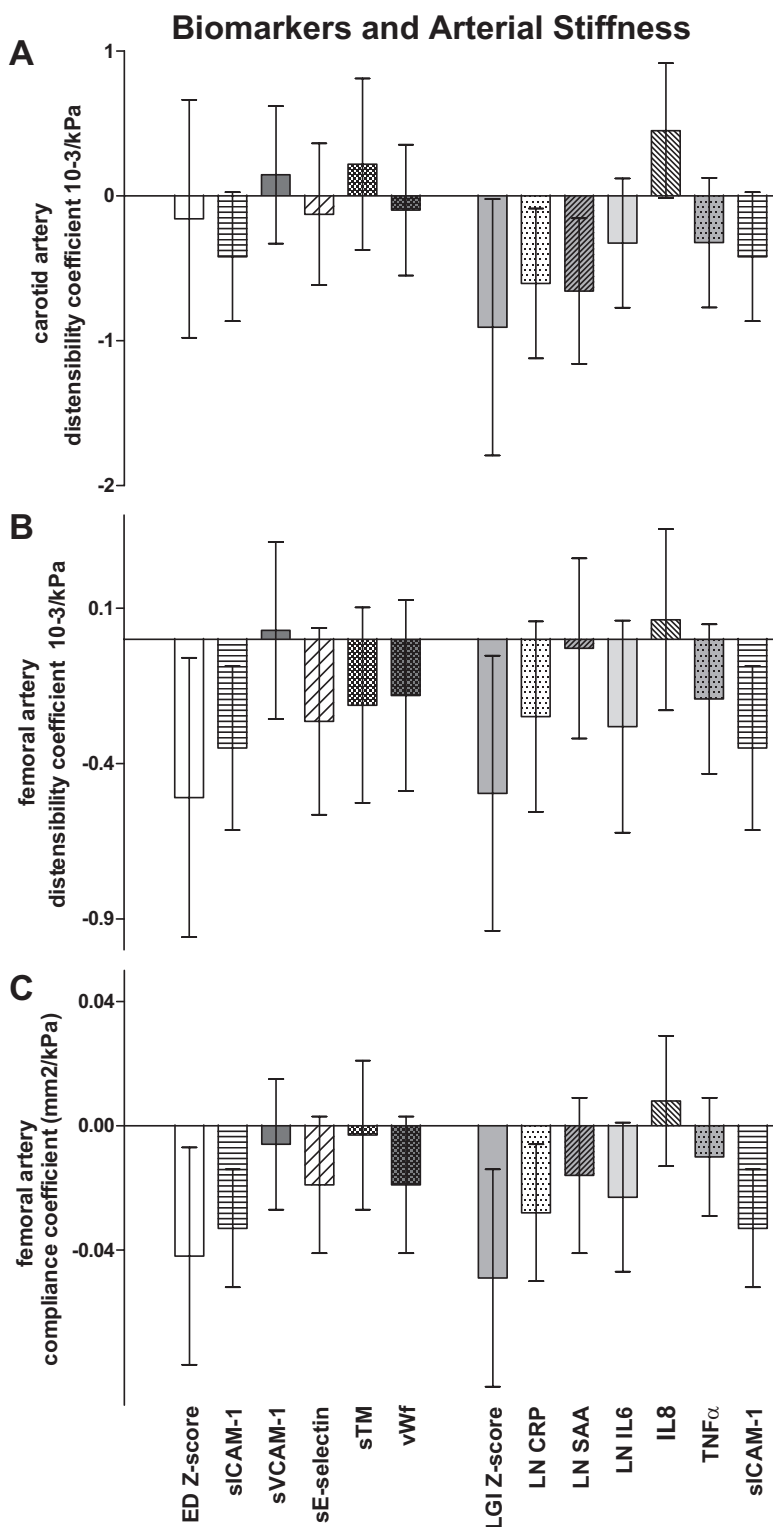 Biomarkers and Arterial Stiffness
A
carotid artery
distensibility coefficient 10-3/kPa
1
0
-1
-2
B
femoral artery
distensibility coefficient 10-3/kPa
0.1
-0.4
-0.9
C
femoral artery
compliance coefficient (mm2/kPa)
0.04
0.00
-0.04
ED Z-score
sICAM-1
sVCAM-1
sE-selectin
sTM
vWf
LGI Z-score
LN CRP
LN SAA
LN IL6
IL8
TNFα
sICAM-1